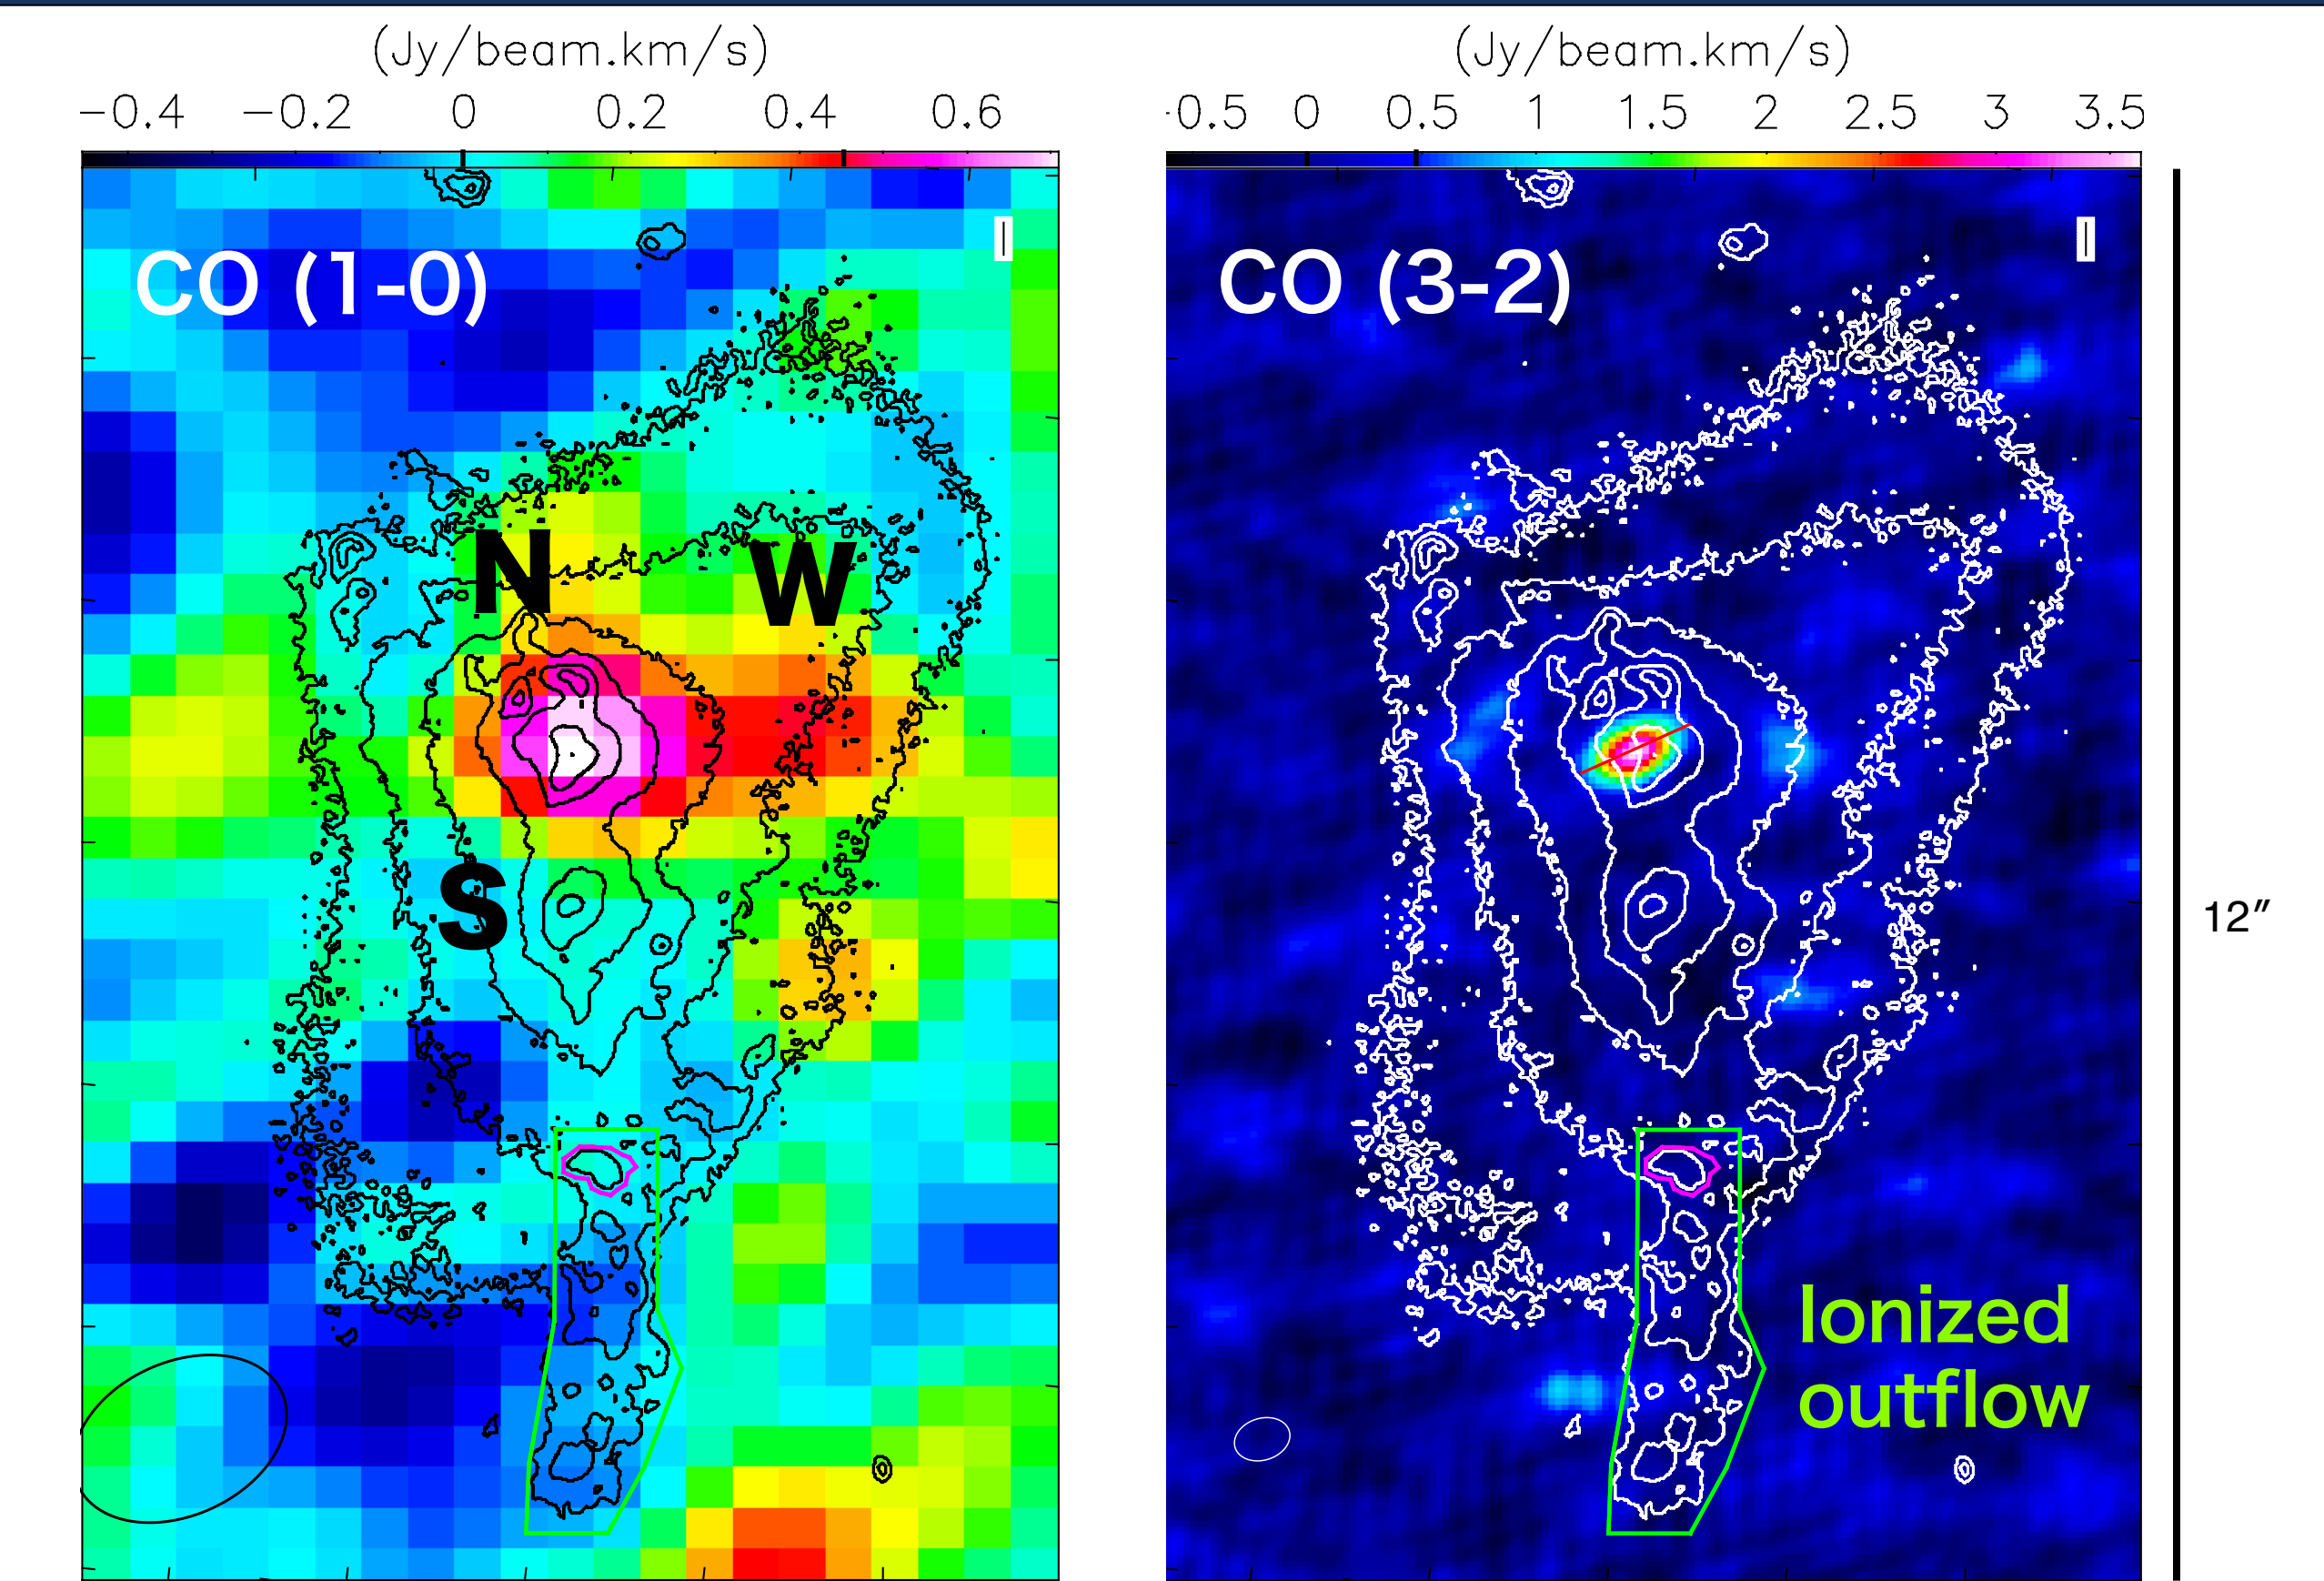 (Jy/beam.km/s)
-0.4 -0.2 0 0.2 0.4 0.6
CO (1-0)
N
W
S
(Jy/beam.km/s)
-0.5 0 0.5 1 1.5 2 2.5 3 3.5
CO (3-2)
Ionized
outflow
12″